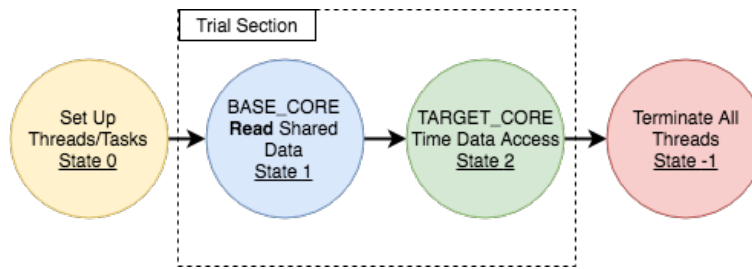 Trial Section
Set Up
Threads/Tasks
State 0
BASE_CORE
Read Shared
Data
State 1
TARGET_CORE
Time Data Access
State 2
Terminate All
Threads
State -1